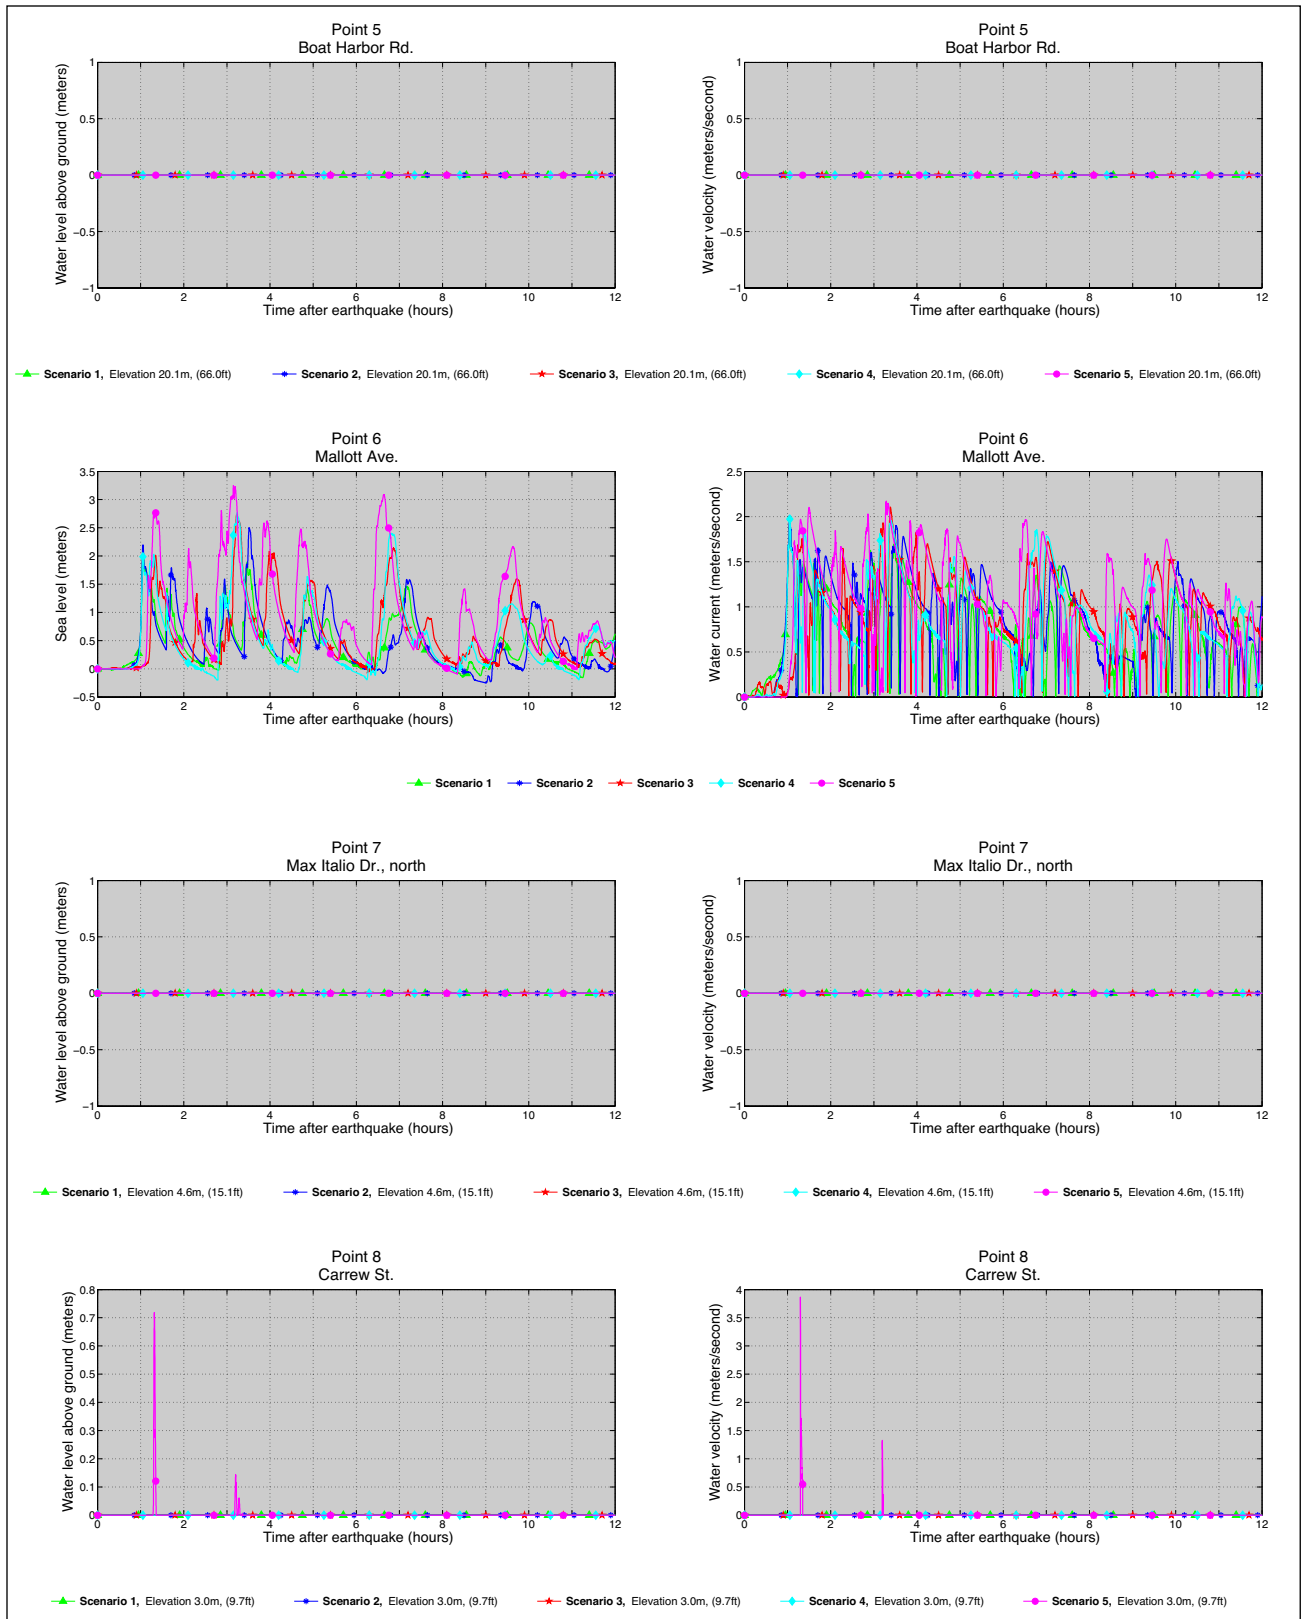 Point 5
Boat Harbor Rd.
Water level above ground (meters)
1
0.5
0
−0.5
−1
0 2 4 6 8 10 12
Time after earthquake (hours)
Point 5
Boat Harbor Rd.
Water velocity (meters/second)
1
0.5
0
−0.5
−1
0 2 4 6 8 10 12
Time after earthquake (hours)
Scenario 1, Elevation 20.1m, (66.0ft) Scenario 2, Elevation 20.1m, (66.0ft) Scenario 3, Elevation 20.1m, (66.0ft) Scenario 4, Elevation 20.1m, (66.0ft) Scenario 5, Elevation 20.1m, (66.0ft)
Point 6
Mallott Ave.
Sea level (meters)
3.5
3
2.5
2
1.5
1
0.5
0
−0.5
0 2 4 6 8 10 12
Time after earthquake (hours)
Point 6
Mallott Ave.
Water current (meters/second)
2.5
2
1.5
1
0.5
0
0 2 4 6 8 10 12
Time after earthquake (hours)
Scenario 1 Scenario 2 Scenario 3 Scenario 4 Scenario 5
Point 7
Max Italio Dr., north
Water level above ground (meters)
1
0.5
0
−0.5
−1
0 2 4 6 8 10 12
Time after earthquake (hours)
Point 7
Max Italio Dr., north
Water velocity (meters/second)
1
0.5
0
−0.5
−1
0 2 4 6 8 10 12
Time after earthquake (hours)
Scenario 1, Elevation 4.6m, (15.1ft) Scenario 2, Elevation 4.6m, (15.1ft) Scenario 3, Elevation 4.6m, (15.1ft) Scenario 4, Elevation 4.6m, (15.1ft) Scenario 5, Elevation 4.6m, (15.1ft)
Point 8
Carrew St.
Water level above ground (meters)
0.8
0.7
0.6
0.5
0.4
0.3
0.2
0.1
0
0 2 4 6 8 10 12
Time after earthquake (hours)
Point 8
Carrew St.
Water velocity (meters/second)
4
3.5
3
2.5
2
1.5
1
0.5
0
0 2 4 6 8 10 12
Time after earthquake (hours)
Scenario 1, Elevation 3.0m, (9.7ft) Scenario 2, Elevation 3.0m, (9.7ft) Scenario 3, Elevation 3.0m, (9.7ft) Scenario 4, Elevation 3.0m, (9.7ft) Scenario 5, Elevation 3.0m, (9.7ft)